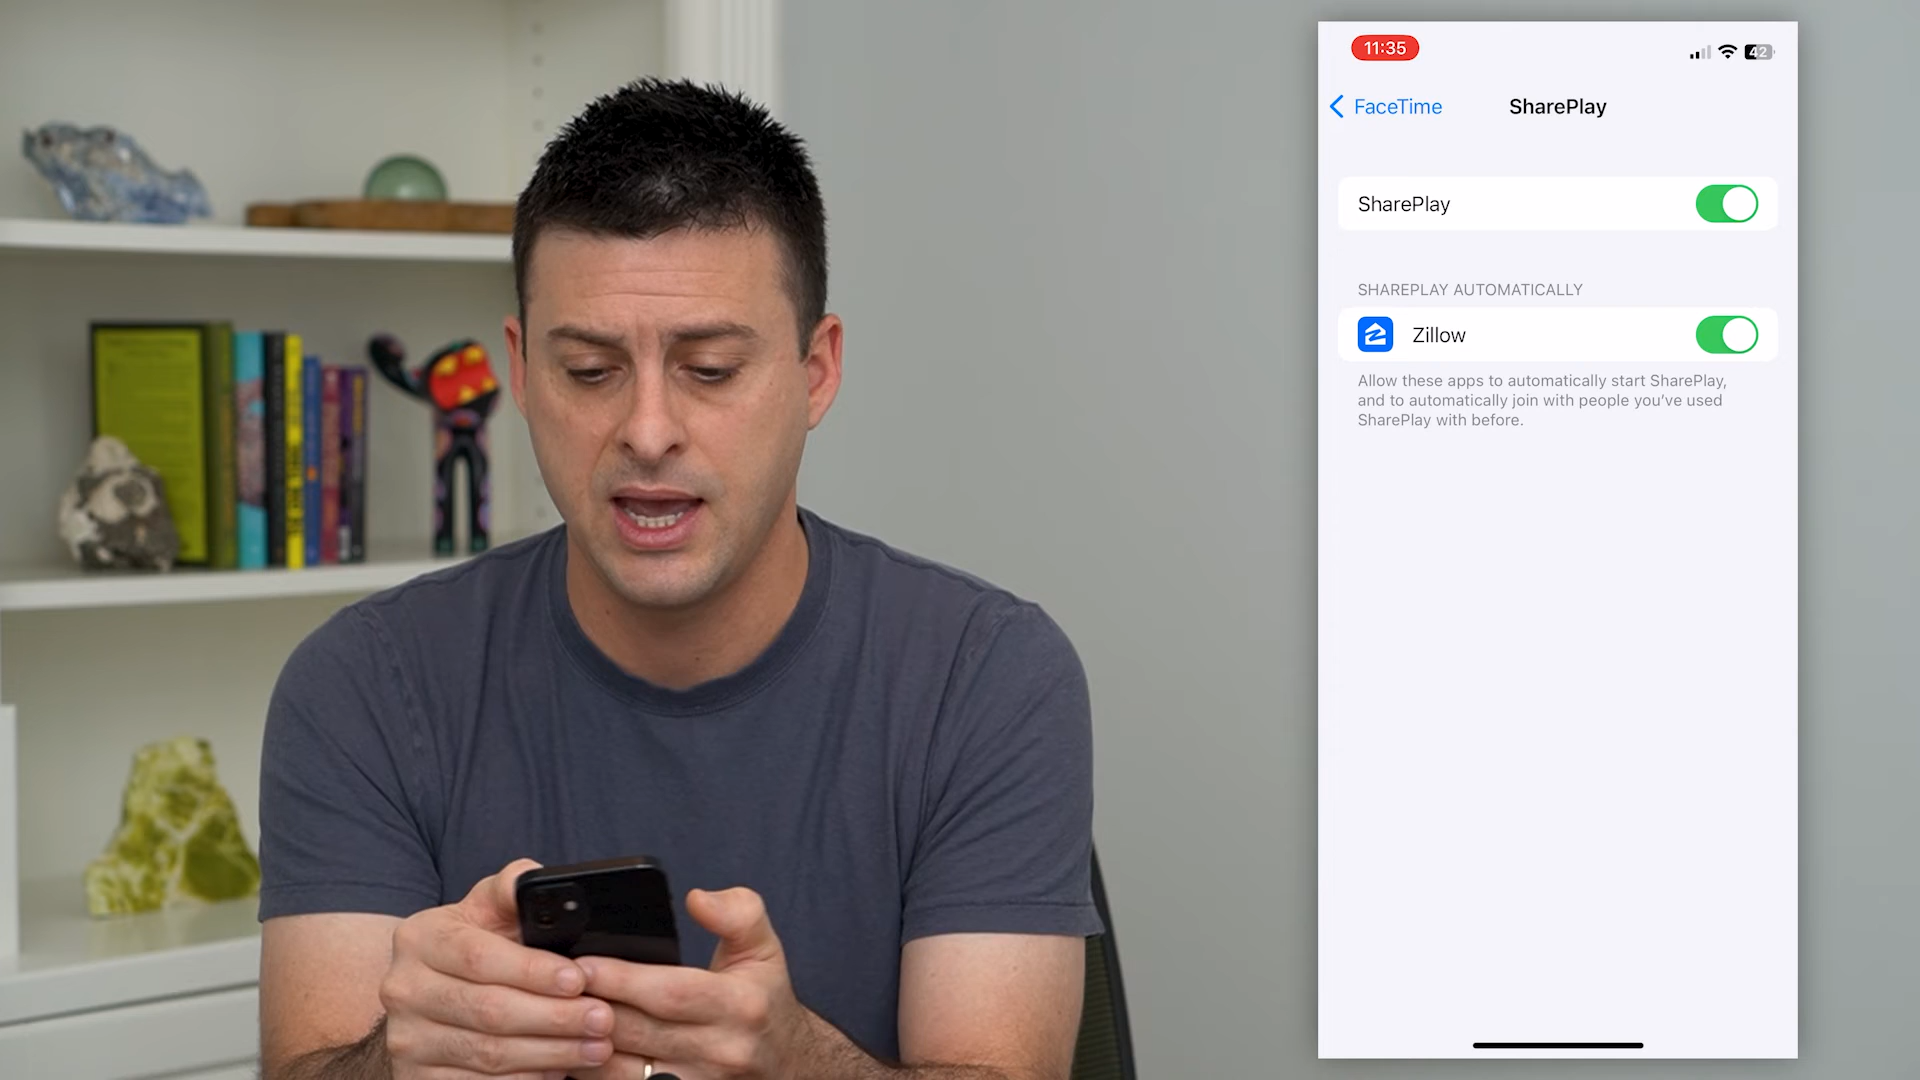 11:35
42
FaceTime
SharePlay
SharePlay
SHAREPLAY AUTOMATICALLY
Zillow
Allow these apps to automatically start SharePlay,
and to automatically join with people you've used
SharePlay with before.